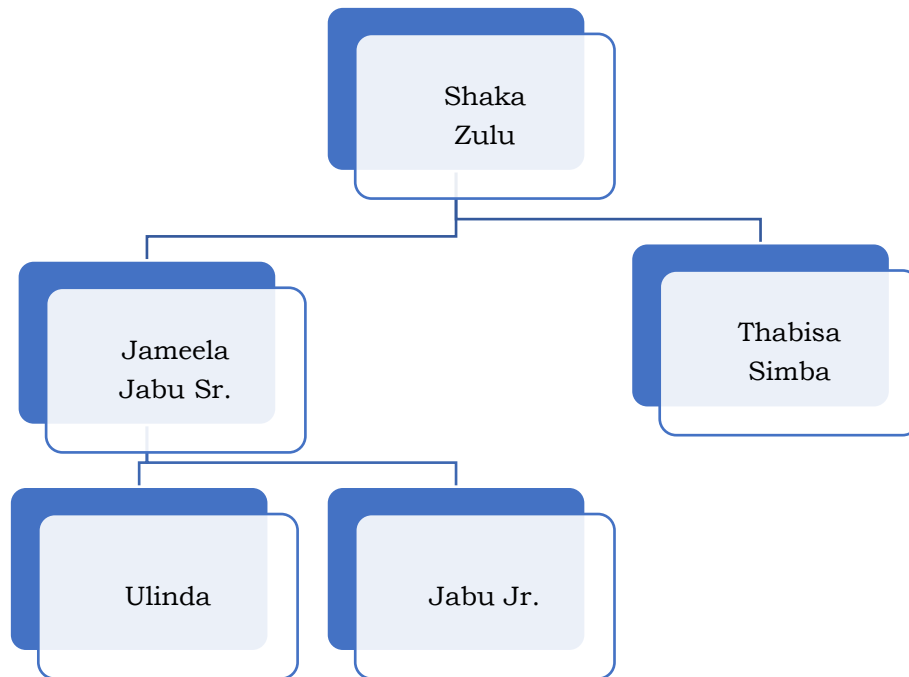 Shaka
Zulu
Jameela
Jabu Sr.
Thabisa
Simba
Ulinda
Jabu Jr.